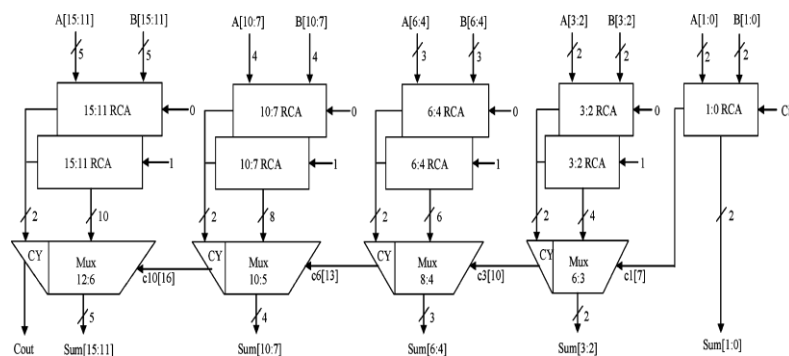 A[15:11] B[15:11] A[10:7] B[10:7] A[6:4] B[6:4] A[3:2] B[3:2] A[1:0] B[1:0]
5 5 4 4 3 3 2 2 2 2
15:11 RCA 0 10:7 RCA 0 6:4 RCA 0 3:2 RCA 0 1:0 RCA C
15:11 RCA 1 10:7 RCA 1 6:4 RCA 1 3:2 RCA 1
2 10 2 8 2 6 2 4 2
CY Mux 12:6 c10[16] CY Mux 10:5 c6[13] CY Mux 8:4 c3[10] CY Mux 6:3 c1[7]
5 4 3 2
Cout Sum[15:11] Sum[10:7] Sum[6:4] Sum[3:2] Sum[1:0]